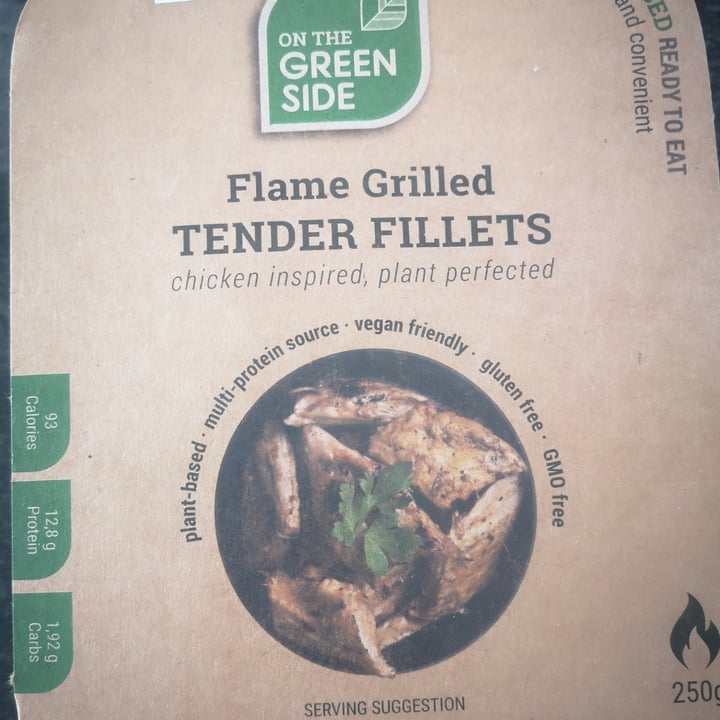 ON THE
GREEN
SIDE
READY TO EAT
and convenient
Flame Grilled
TENDER FILLETS
chicken inspired, plant perfected
plant-based · multi-protein source · vegan friendly · gluten free · GMO free
93
Calories
12,8 g
Protein
1,92 g
Carbs
250g
SERVING SUGGESTION